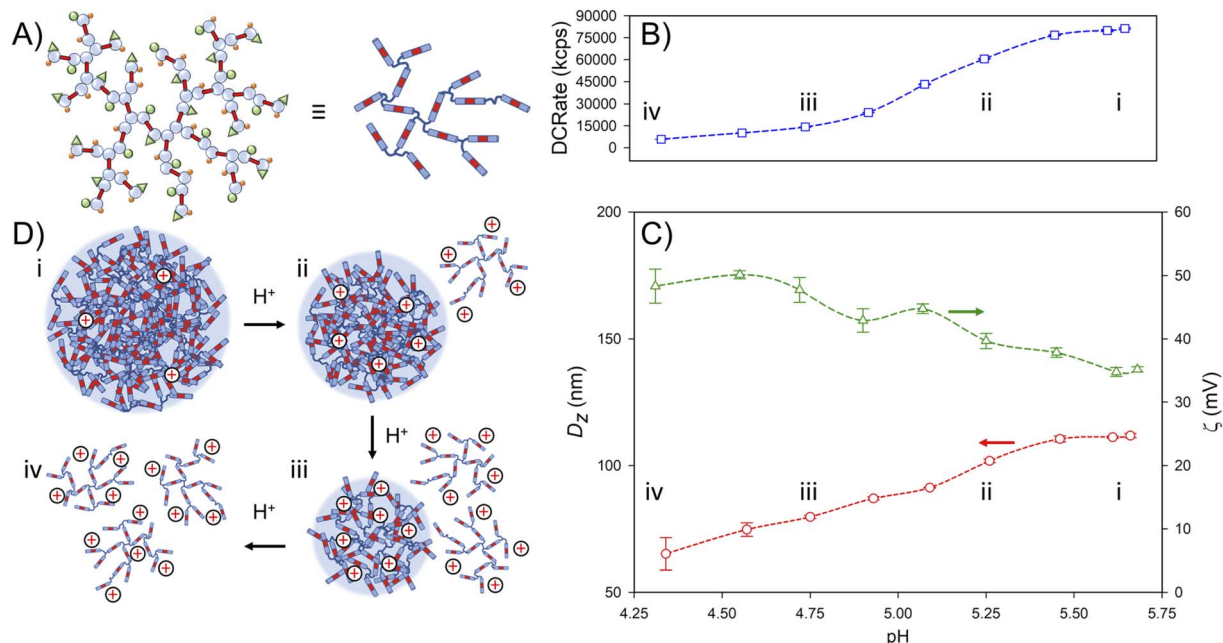 A)
≡
B)
DCRate (kcps)
90000
75000
60000
45000
30000
15000
0
iv
iii
ii
i
D)
i
H+
ii
H+
iii
H+
iv
+
C)
200
150
100
50
Dz (nm)
60
50
40
30
20
10
0
ζ (mV)
iv
iii
ii
i
4.25 4.50 4.75 5.00 5.25 5.50 5.75
pH